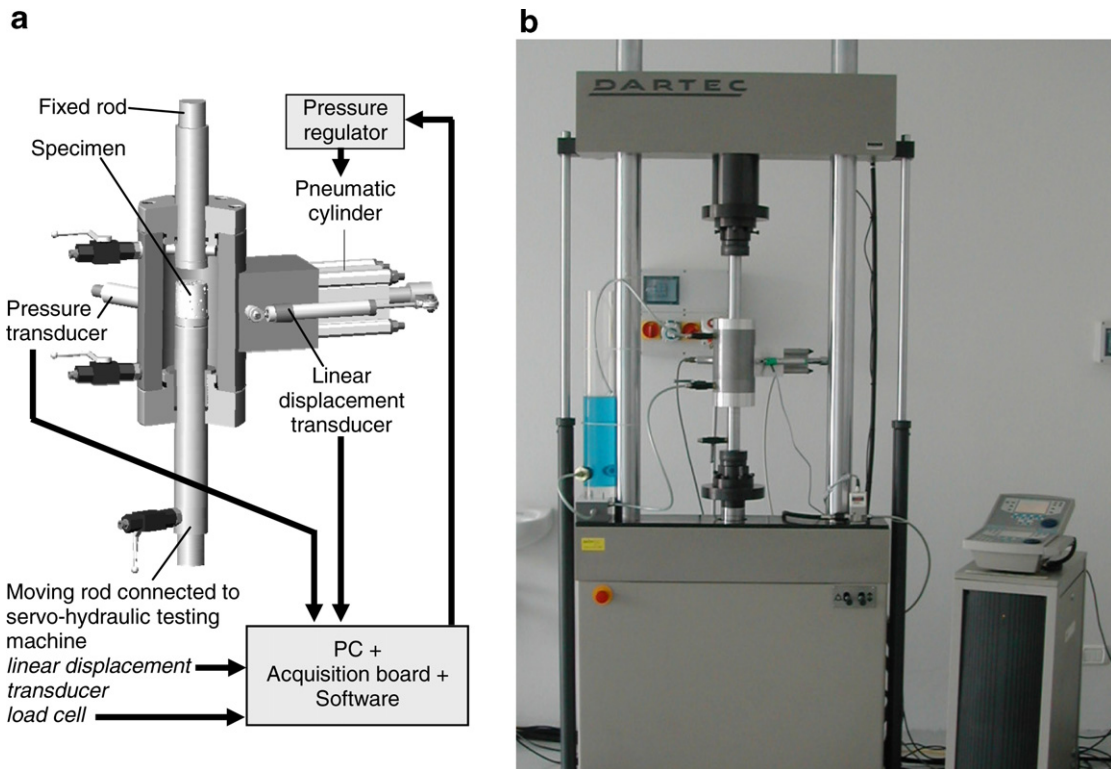 a
Fixed rod
Specimen
Pressure
regulator
Pneumatic
cylinder
Pressure
transducer
Linear
displacement
transducer
Moving rod connected to
servo-hydraulic testing
machine
linear displacement
transducer
load cell
PC +
Acquisition board +
Software
b
DARTEC